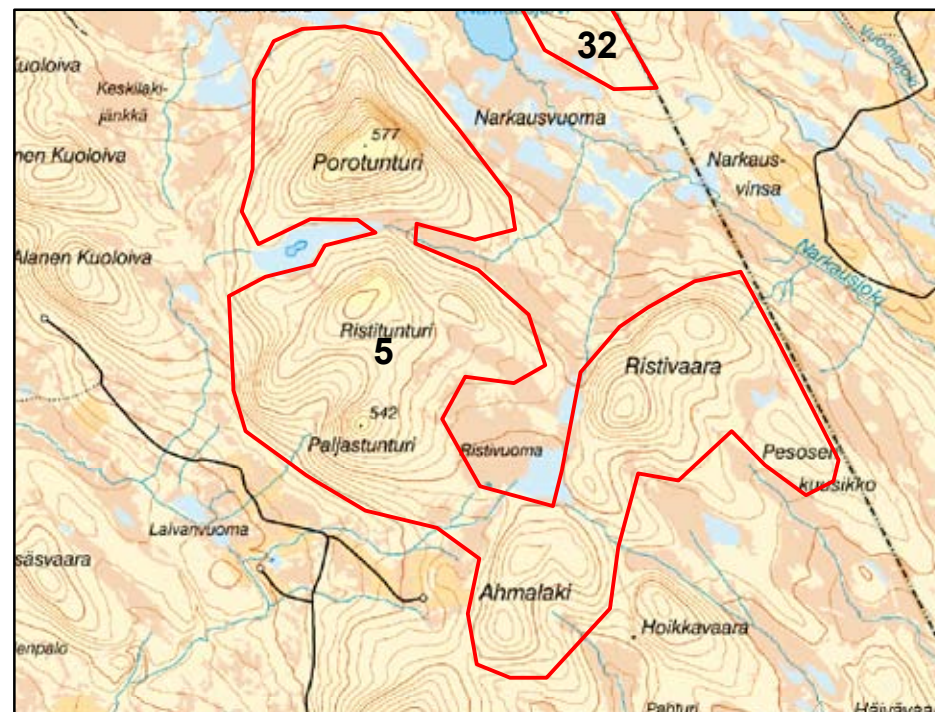 32
Vuomajoki
Kuoloiva
Keskilaki-
jänkkä
577
Narkausvuoma
Porotunturi
nen Kuoloiva
Narkaus-
vinsa
Alanen Kuoloiva
Narkausjoki
Ristitunturi
5
Ristivaara
542
Paljastunturi
Ristivuoma
Pesosen
kuusikko
Laivanvuoma
säsvaara
Ahmalaki
Hoikkavaara
enpalo
Pahturi
Häivävaa